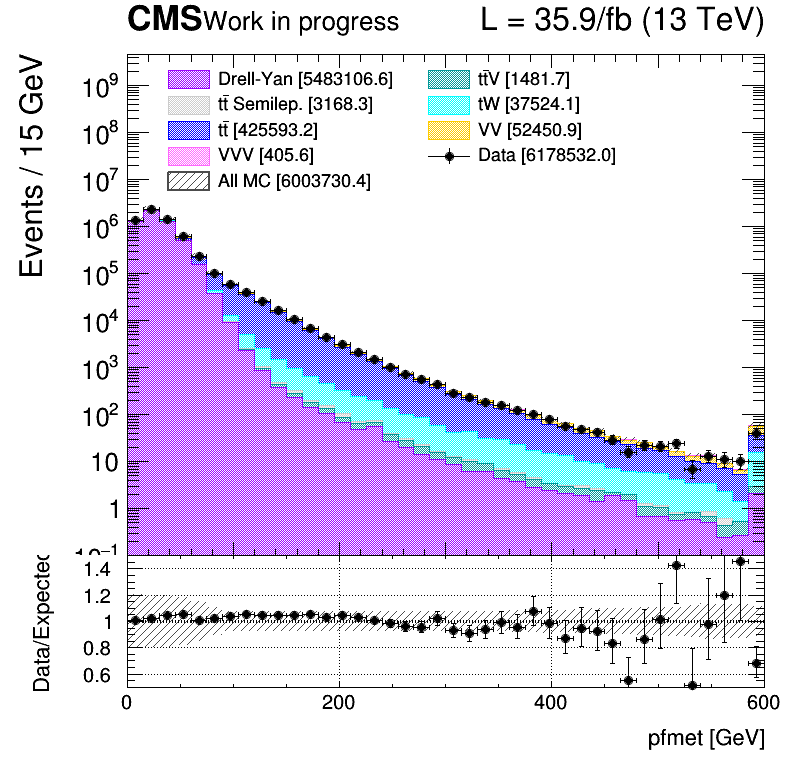 CMS Work in progress L = 35.9/fb (13 TeV)
Events / 15 GeV
Drell-Yan [5483106.6]
tt̄ Semilep. [3168.3]
tt̄ [425593.2]
VVV [405.6]
All MC [6003730.4]
tt̄V [1481.7]
tW [37524.1]
VV [52450.9]
Data [6178532.0]
10⁹
10⁸
10⁷
10⁶
10⁵
10⁴
10³
10²
10
1
10⁻¹
Data/Expected
1.4
1.2
1
0.8
0.6
0 200 400 600
pfmet [GeV]